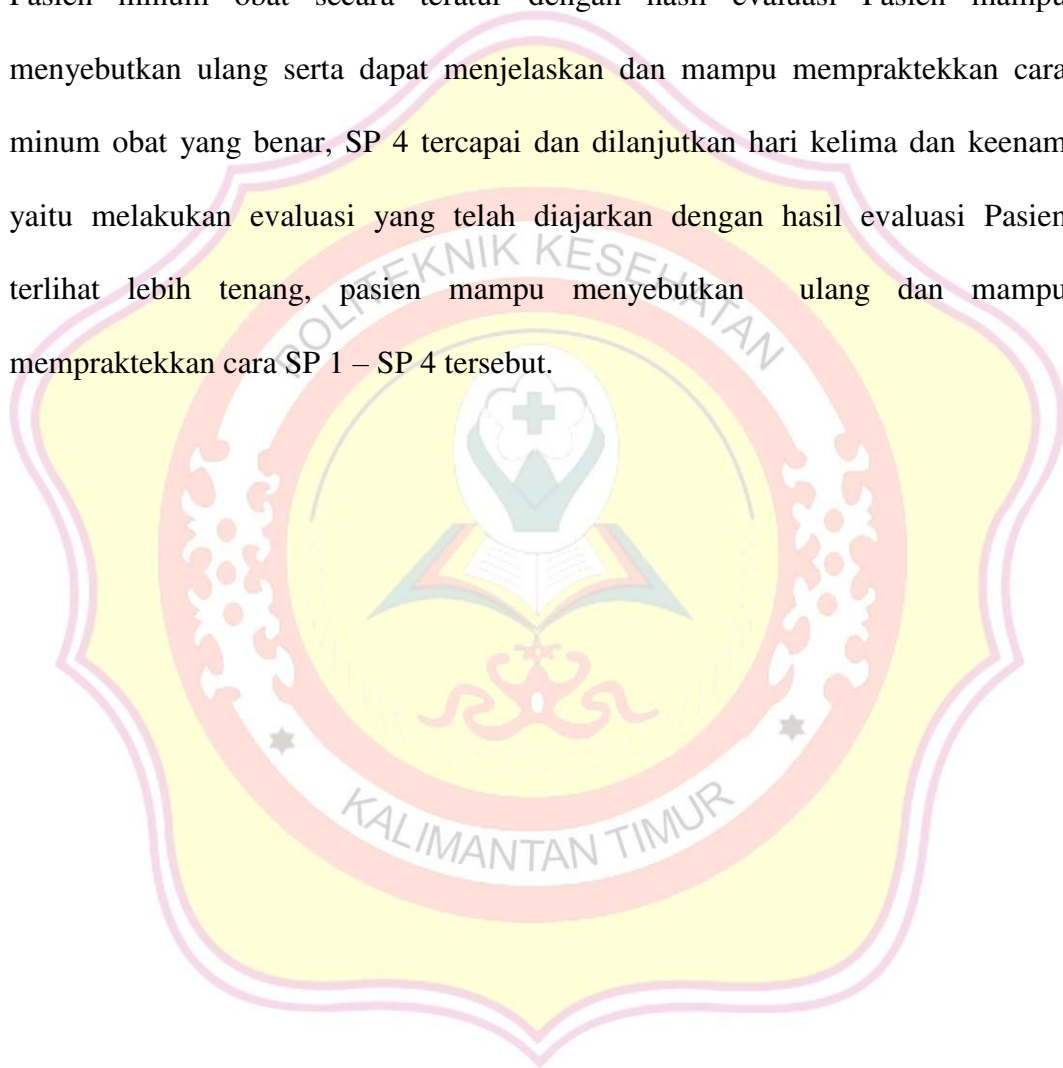 Pasien minum obat secara teratur dengan hasil evaluasi Pasien mampu
menyebutkan ulang serta dapat menjelaskan dan mampu mempraktekkan cara
minum obat yang benar, SP 4 tercapai dan dilanjutkan hari kelima dan keenam
yaitu melakukan evaluasi yang telah diajarkan dengan hasil evaluasi Pasien
terlihat lebih tenang, pasien mampu menyebutkan ulang dan mampu
mempraktekkan cara SP 1 – SP 4 tersebut.
POLITEKNIK KESEHATAN
KALIMANTAN TIMUR